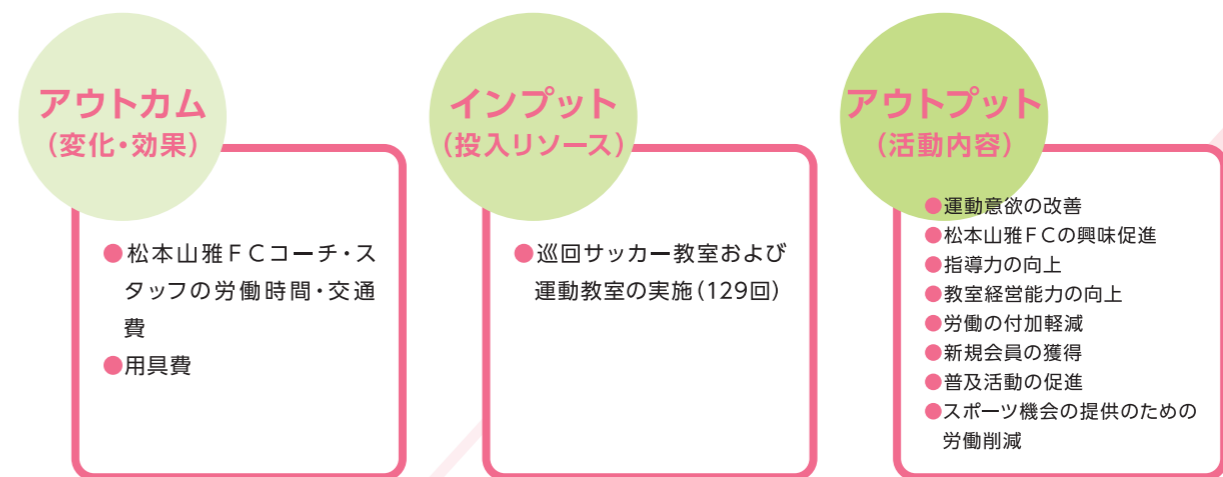 アウトカム
(変化・効果)
●松本山雅FCコーチ・ス
タッフの労働時間・交通
費
●用具費
インプット
(投入リソース)
●巡回サッカー教室および
運動教室の実施(129回)
アウトプット
(活動内容)
●運動意欲の改善
●松本山雅FCの興味促進
●指導力の向上
●教室経営能力の向上
●労働の付加軽減
●新規会員の獲得
●普及活動の促進
●スポーツ機会の提供のための
労働削減